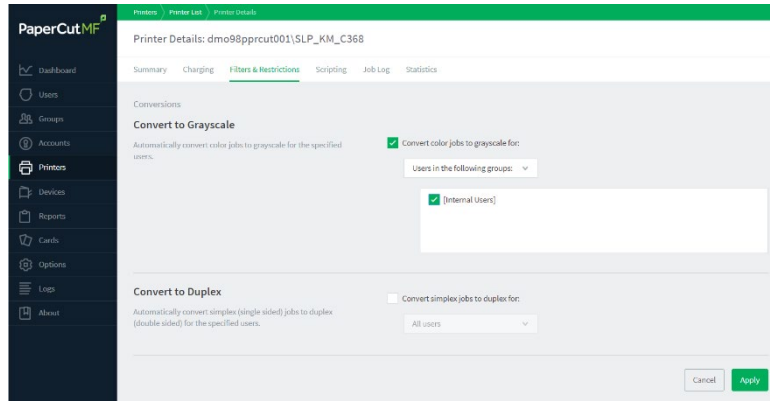 PaperCutMF
Dashboard
Users
Groups
Accounts
Printers
Devices
Reports
Cards
Options
Logs
About
Printers
Printer List
Printer Details
Printer Details: dmo98pprcut001\SLP_KM_C368
Summary
Charging
Filters & Restrictions
Scripting
Job Log
Statistics
Conversions
Convert to Grayscale
Automatically convert color jobs to grayscale for the specified
users.
Convert color jobs to grayscale for:
Users in the following groups:
[Internal Users]
Convert to Duplex
Automatically convert simplex (single sided) jobs to duplex
(double sided) for the specified users.
Convert simplex jobs to duplex for:
All users
Cancel
Apply